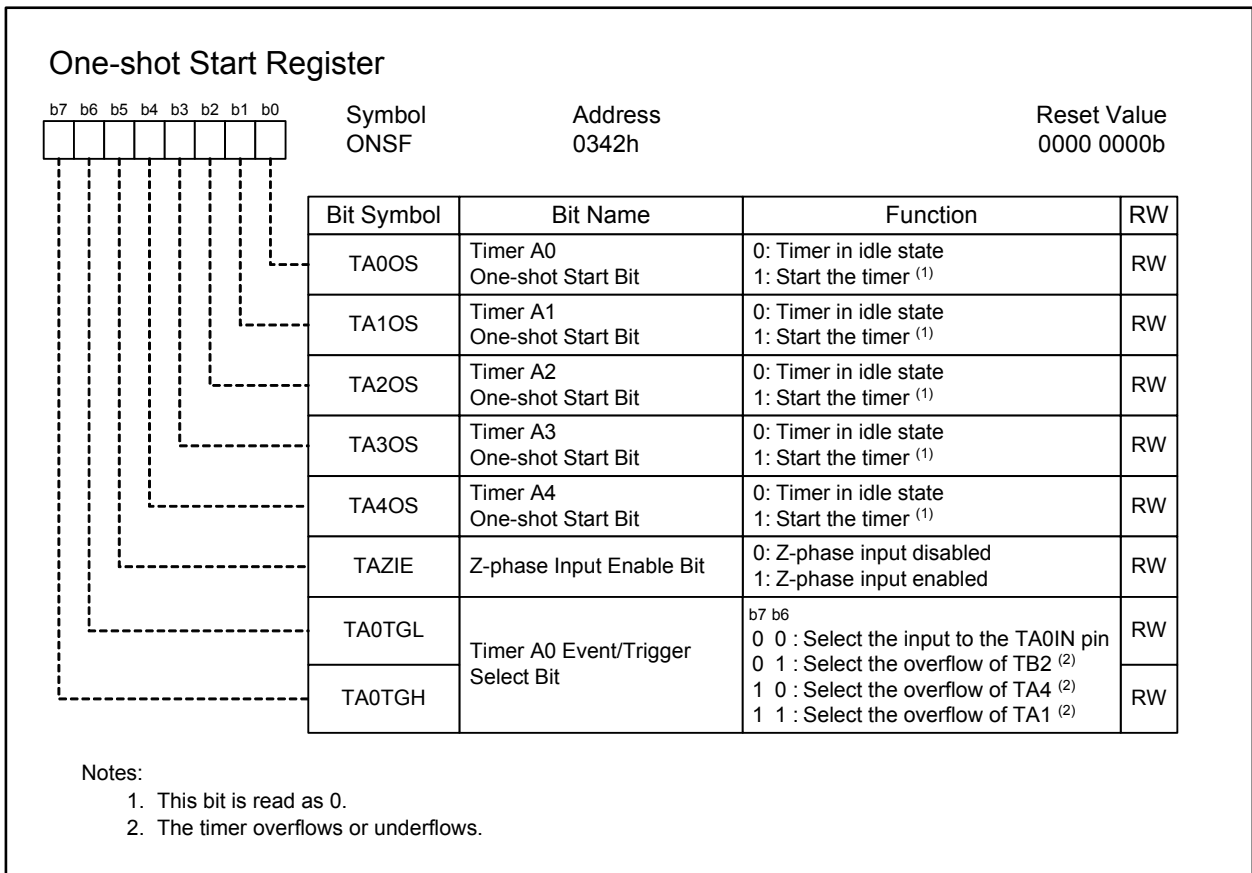 One-shot Start Register
b7 b6 b5 b4 b3 b2 b1 b0
Symbol Address Reset Value
ONSF 0342h 0000 0000b
Bit Symbol Bit Name Function RW
TA0OS Timer A0 One-shot Start Bit 0: Timer in idle state RW
1: Start the timer (1)
TA1OS Timer A1 One-shot Start Bit 0: Timer in idle state RW
1: Start the timer (1)
TA2OS Timer A2 One-shot Start Bit 0: Timer in idle state RW
1: Start the timer (1)
TA3OS Timer A3 One-shot Start Bit 0: Timer in idle state RW
1: Start the timer (1)
TA4OS Timer A4 One-shot Start Bit 0: Timer in idle state RW
1: Start the timer (1)
TAZIE Z-phase Input Enable Bit 0: Z-phase input disabled RW
1: Z-phase input enabled
TA0TGL Timer A0 Event/Trigger Select Bit b7 b6 RW
0 0 : Select the input to the TA0IN pin
0 1 : Select the overflow of TB2 (2)
TA0TGH 1 0 : Select the overflow of TA4 (2) RW
1 1 : Select the overflow of TA1 (2)
Notes:
1. This bit is read as 0.
2. The timer overflows or underflows.